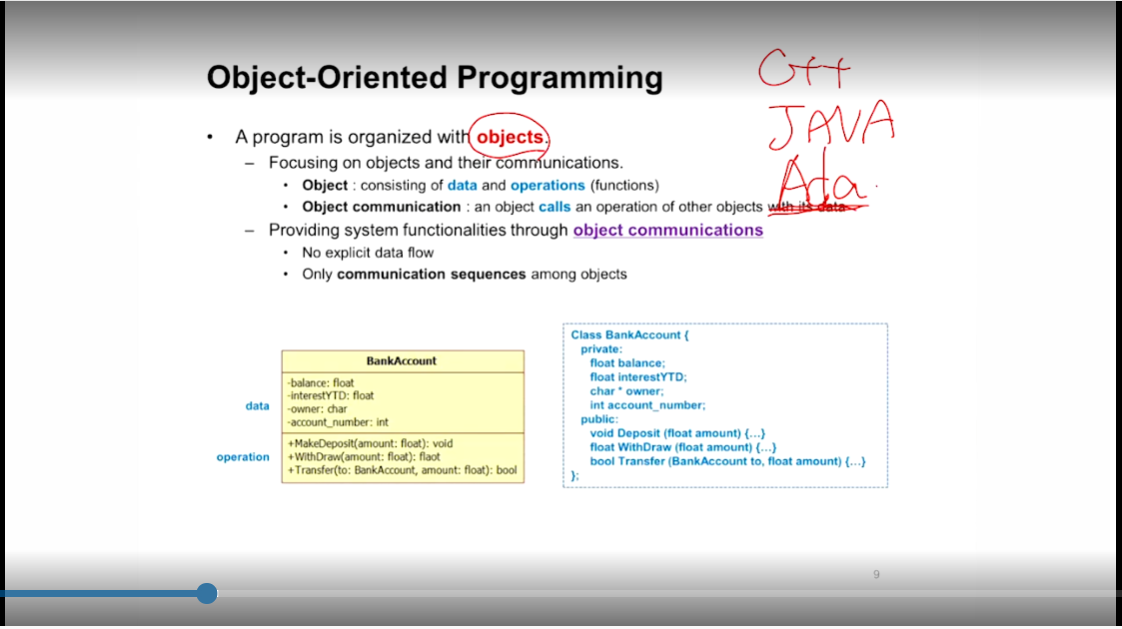 Object-Oriented Programming
C++
JAVA
Ada
• A program is organized with objects.
– Focusing on objects and their communications.
• Object : consisting of data and operations (functions)
• Object communication : an object calls an operation of other objects with its data
– Providing system functionalities through object communications
• No explicit data flow
• Only communication sequences among objects
BankAccount
data
-balance: float
-interestYTD: float
-owner: char
-account_number: int
operation
+MakeDeposit(amount: float): void
+WithDraw(amount: float): flaot
+Transfer(to: BankAccount, amount: float): bool
Class BankAccount {
private:
float balance;
float interestYTD;
char * owner;
int account_number;
public:
void Deposit (float amount) {...}
float WithDraw (float amount) {...}
bool Transfer (BankAccount to, float amount) {...}
};
9